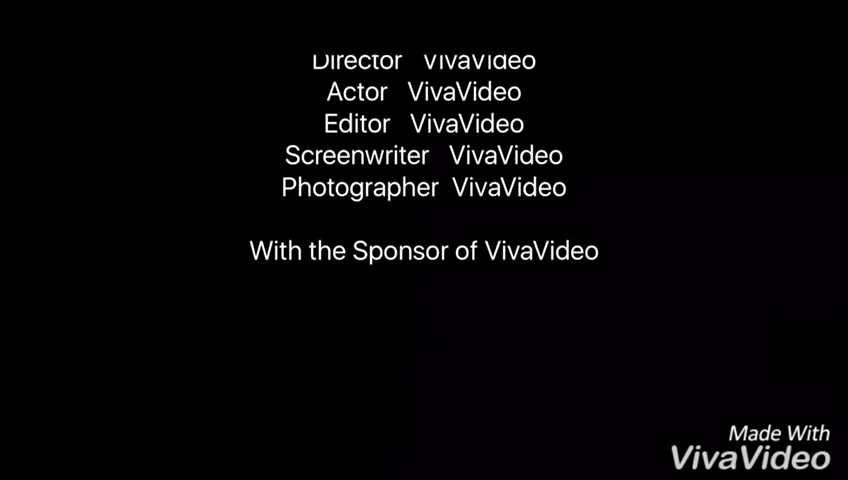 Director VivaVideo
Actor VivaVideo
Editor VivaVideo
Screenwriter VivaVideo
Photographer VivaVideo
With the Sponsor of VivaVideo
Made With
VivaVideo